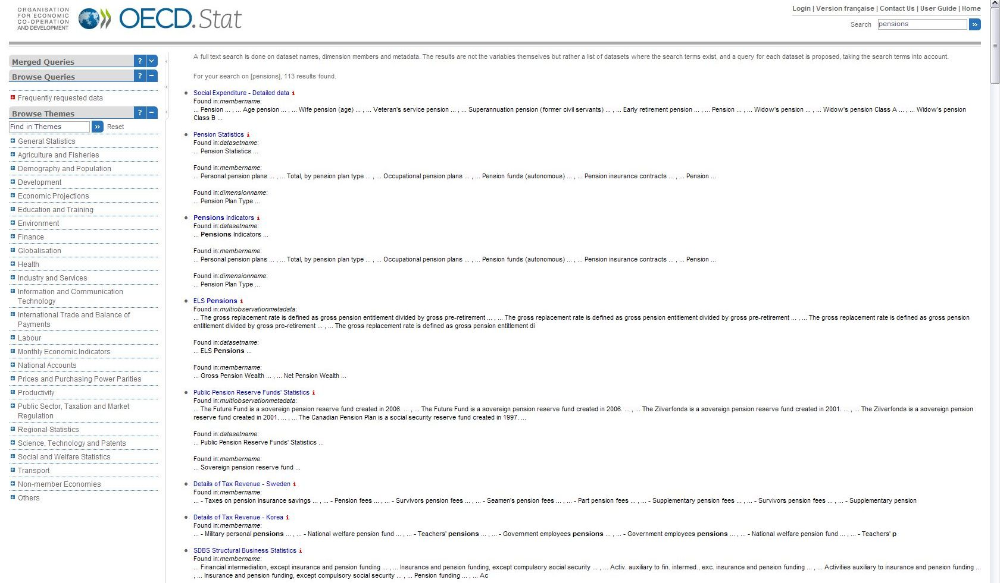 ORGANISATION
FOR ECONOMIC
CO-OPERATION
AND DEVELOPMENT
OECD.Stat
Login | Version française | Contact Us | User Guide | Home
Search pensions »
Merged Queries ?
Browse Queries ? −
Frequently requested data
Browse Themes ? −
Find in Themes » Reset
General Statistics
Agriculture and Fisheries
Demography and Population
Development
Economic Projections
Education and Training
Environment
Finance
Globalisation
Health
Industry and Services
Information and Communication
Technology
International Trade and Balance of
Payments
Labour
Monthly Economic Indicators
National Accounts
Prices and Purchasing Power Parities
Productivity
Public Sector, Taxation and Market
Regulation
Regional Statistics
Science, Technology and Patents
Social and Welfare Statistics
Transport
Non-member Economies
Others
A full text search is done on dataset names, dimension members and metadata. The results are not the variables themselves but rather a list of datasets where the search terms exist, and a query for each dataset is proposed, taking the search terms into account.
For your search on [pensions], 113 results found.
• Social Expenditure - Detailed data i
Found in:membername:
... Pension ... , ... Age pension ... , ... Wife pension (age) ... , ... Veteran's service pension ... , ... Superannuation pension (former civil servants) ... , ... Early retirement pension ... , ... Pension ... , ... Widow's pension ... , ... Widow's pension Class A ... , ... Widow's pension
Class B ...
• Pension Statistics i
Found in:datasetname:
... Pension Statistics ...
Found in:membername:
... Personal pension plans ... , ... Total, by pension plan type ... , ... Occupational pension plans ... , ... Pension funds (autonomous) ... , ... Pension insurance contracts ... , ... Pension ...
Found in:dimensionname:
... Pension Plan Type ...
• Pensions Indicators i
Found in:datasetname:
... Pensions Indicators ...
Found in:membername:
... Personal pension plans ... , ... Total, by pension plan type ... , ... Occupational pension plans ... , ... Pension funds (autonomous) ... , ... Pension insurance contracts ... , ... Pension ...
Found in:dimensionname:
... Pension Plan Type ...
• ELS Pensions i
Found in:multiobservationmetadata:
... The gross replacement rate is defined as gross pension entitlement divided by gross pre-retirement ... , ... The gross replacement rate is defined as gross pension entitlement divided by gross pre-retirement ... , ... The gross replacement rate is defined as gross pension
entitlement divided by gross pre-retirement ... , ... The gross replacement rate is defined as gross pension entitlement di
Found in:datasetname:
... ELS Pensions ...
Found in:membername:
... Gross Pension Wealth ... , ... Net Pension Wealth ...
• Public Pension Reserve Funds' Statistics i
Found in:multiobservationmetadata:
... The Future Fund is a sovereign pension reserve fund created in 2006. ... , ... The Future Fund is a sovereign pension reserve fund created in 2006. ... , ... The Zilverfonds is a sovereign pension reserve fund created in 2001. ... , ... The Zilverfonds is a sovereign pension
reserve fund created in 2001. ... , ... The Canadian Pension Plan is a social security reserve fund created in 1997. ...
Found in:datasetname:
... Public Pension Reserve Funds' Statistics ...
Found in:membername:
... Sovereign pension reserve fund ...
• Details of Tax Revenue - Sweden i
Found in:membername:
... - Taxes on pension insurance savings ... , ... - Pension fees ... , ... - Survivors pension fees ... , ... - Seamen's pension fees ... , ... - Part pension fees ... , ... - Supplementary pension fees ... , ... - Survivors pension fees ... , ... - Supplementary pension
• Details of Tax Revenue - Korea i
Found in:membername:
... - Military personal pensions ... , ... - National welfare pension fund ... , ... - Teachers' pensions ... , ... - Government employees pensions ... , ... - Government employees pensions ... , ... - National welfare pension fund ... , ... - Teachers' p
• SDBS Structural Business Statistics i
Found in:membername:
... Financial intermediation, except insurance and pension funding ... , ... Insurance and pension funding, except compulsory social security ... , ... Activ. auxiliary to fin. intermed., exc. insurance and pension funding ... , ... Activities auxiliary to insurance and pension funding ...
, ... Insurance and pension funding, except compulsory social security ... , ... Pension funding ... , ... Ac